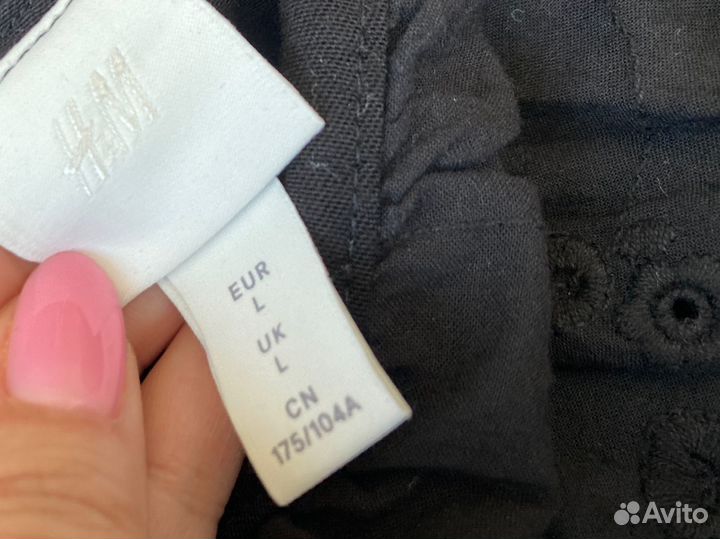 H&M
EUR
L
UK
L
CN
175/104A
Avito